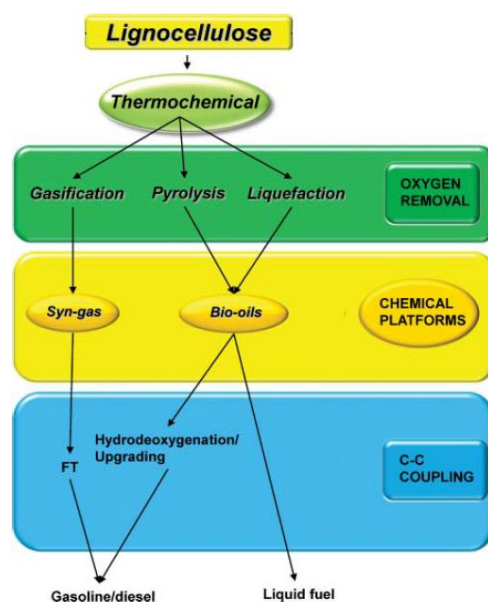 Lignocellulose
Thermochemical
Gasification Pyrolysis Liquefaction
OXYGEN
REMOVAL
Syn-gas Bio-oils
CHEMICAL
PLATFORMS
Hydrodeoxygenation/
Upgrading
FT
C-C
COUPLING
Gasoline/diesel Liquid fuel